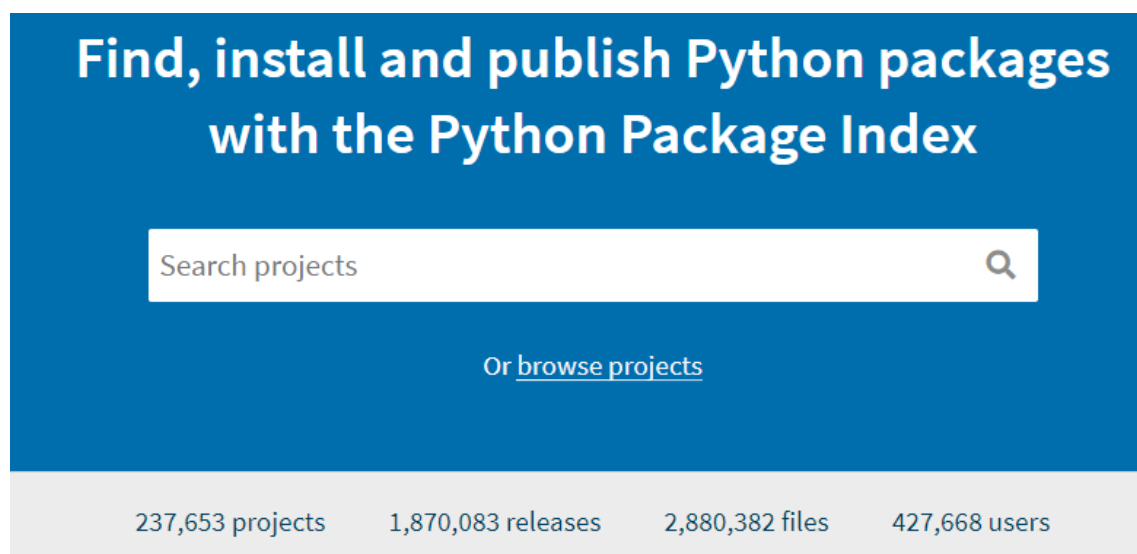 Find, install and publish Python packages
with the Python Package Index
Search projects
Or browse projects
237,653 projects 1,870,083 releases 2,880,382 files 427,668 users